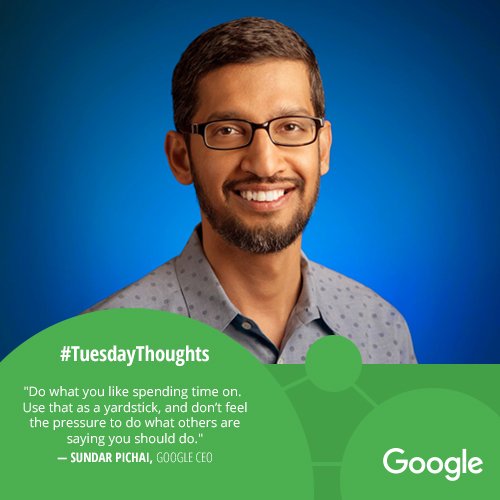 #TuesdayThoughts
"Do what you like spending time on.
Use that as a yardstick, and don’t feel
the pressure to do what others are
saying you should do."
— SUNDAR PICHAI, GOOGLE CEO
Google